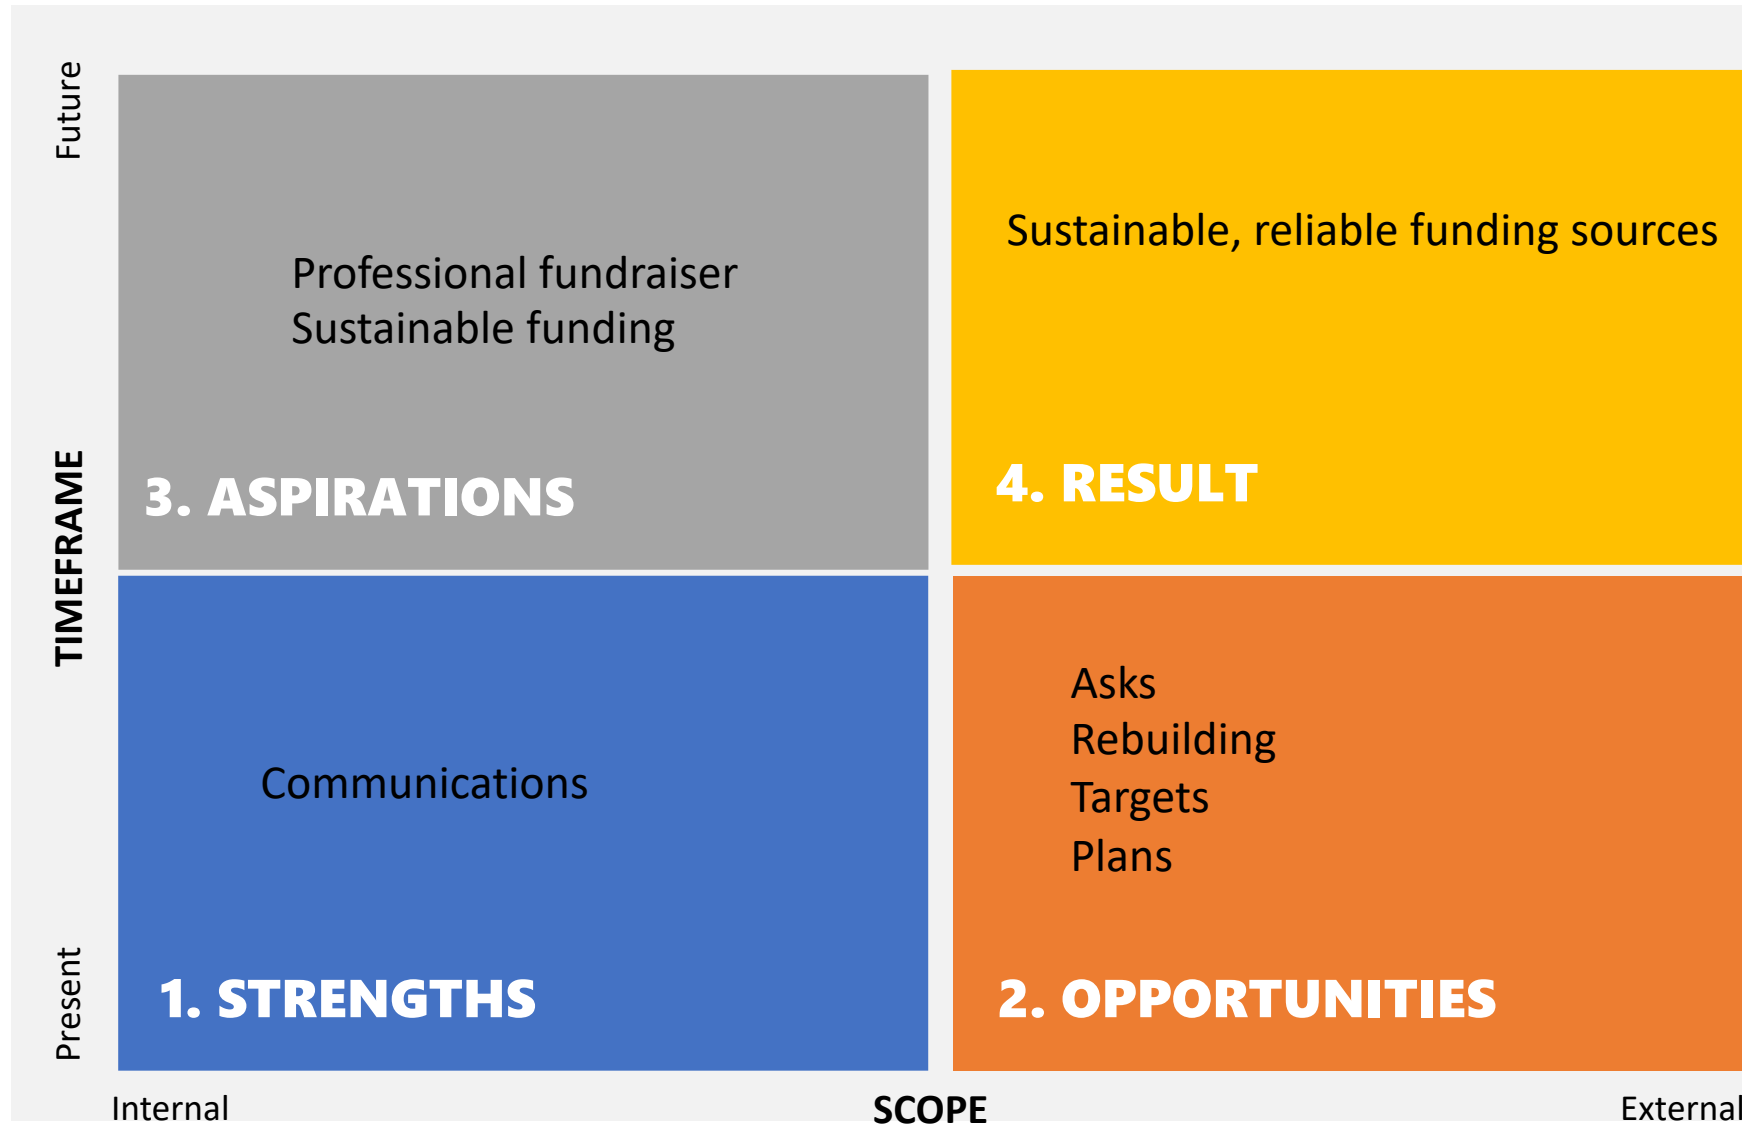 Future
Professional fundraiser
Sustainable funding
3. ASPIRATIONS
Sustainable, reliable funding sources
4. RESULT
TIMEFRAME
Communications
1. STRENGTHS
Asks
Rebuilding
Targets
Plans
2. OPPORTUNITIES
Present
Internal
SCOPE
External